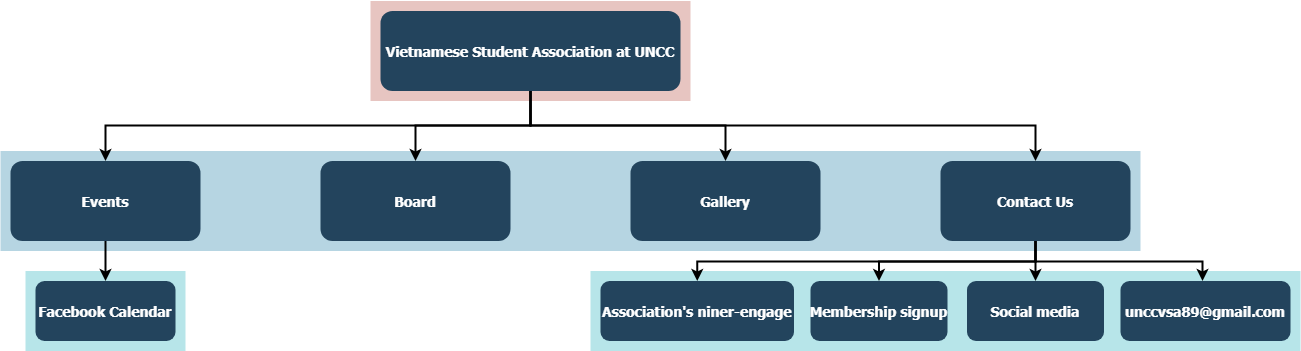 Vietnamese Student Association at UNCC
Events
Board
Gallery
Contact Us
Facebook Calendar
Association's niner-engage
Membership signup
Social media
unccvsa89@gmail.com